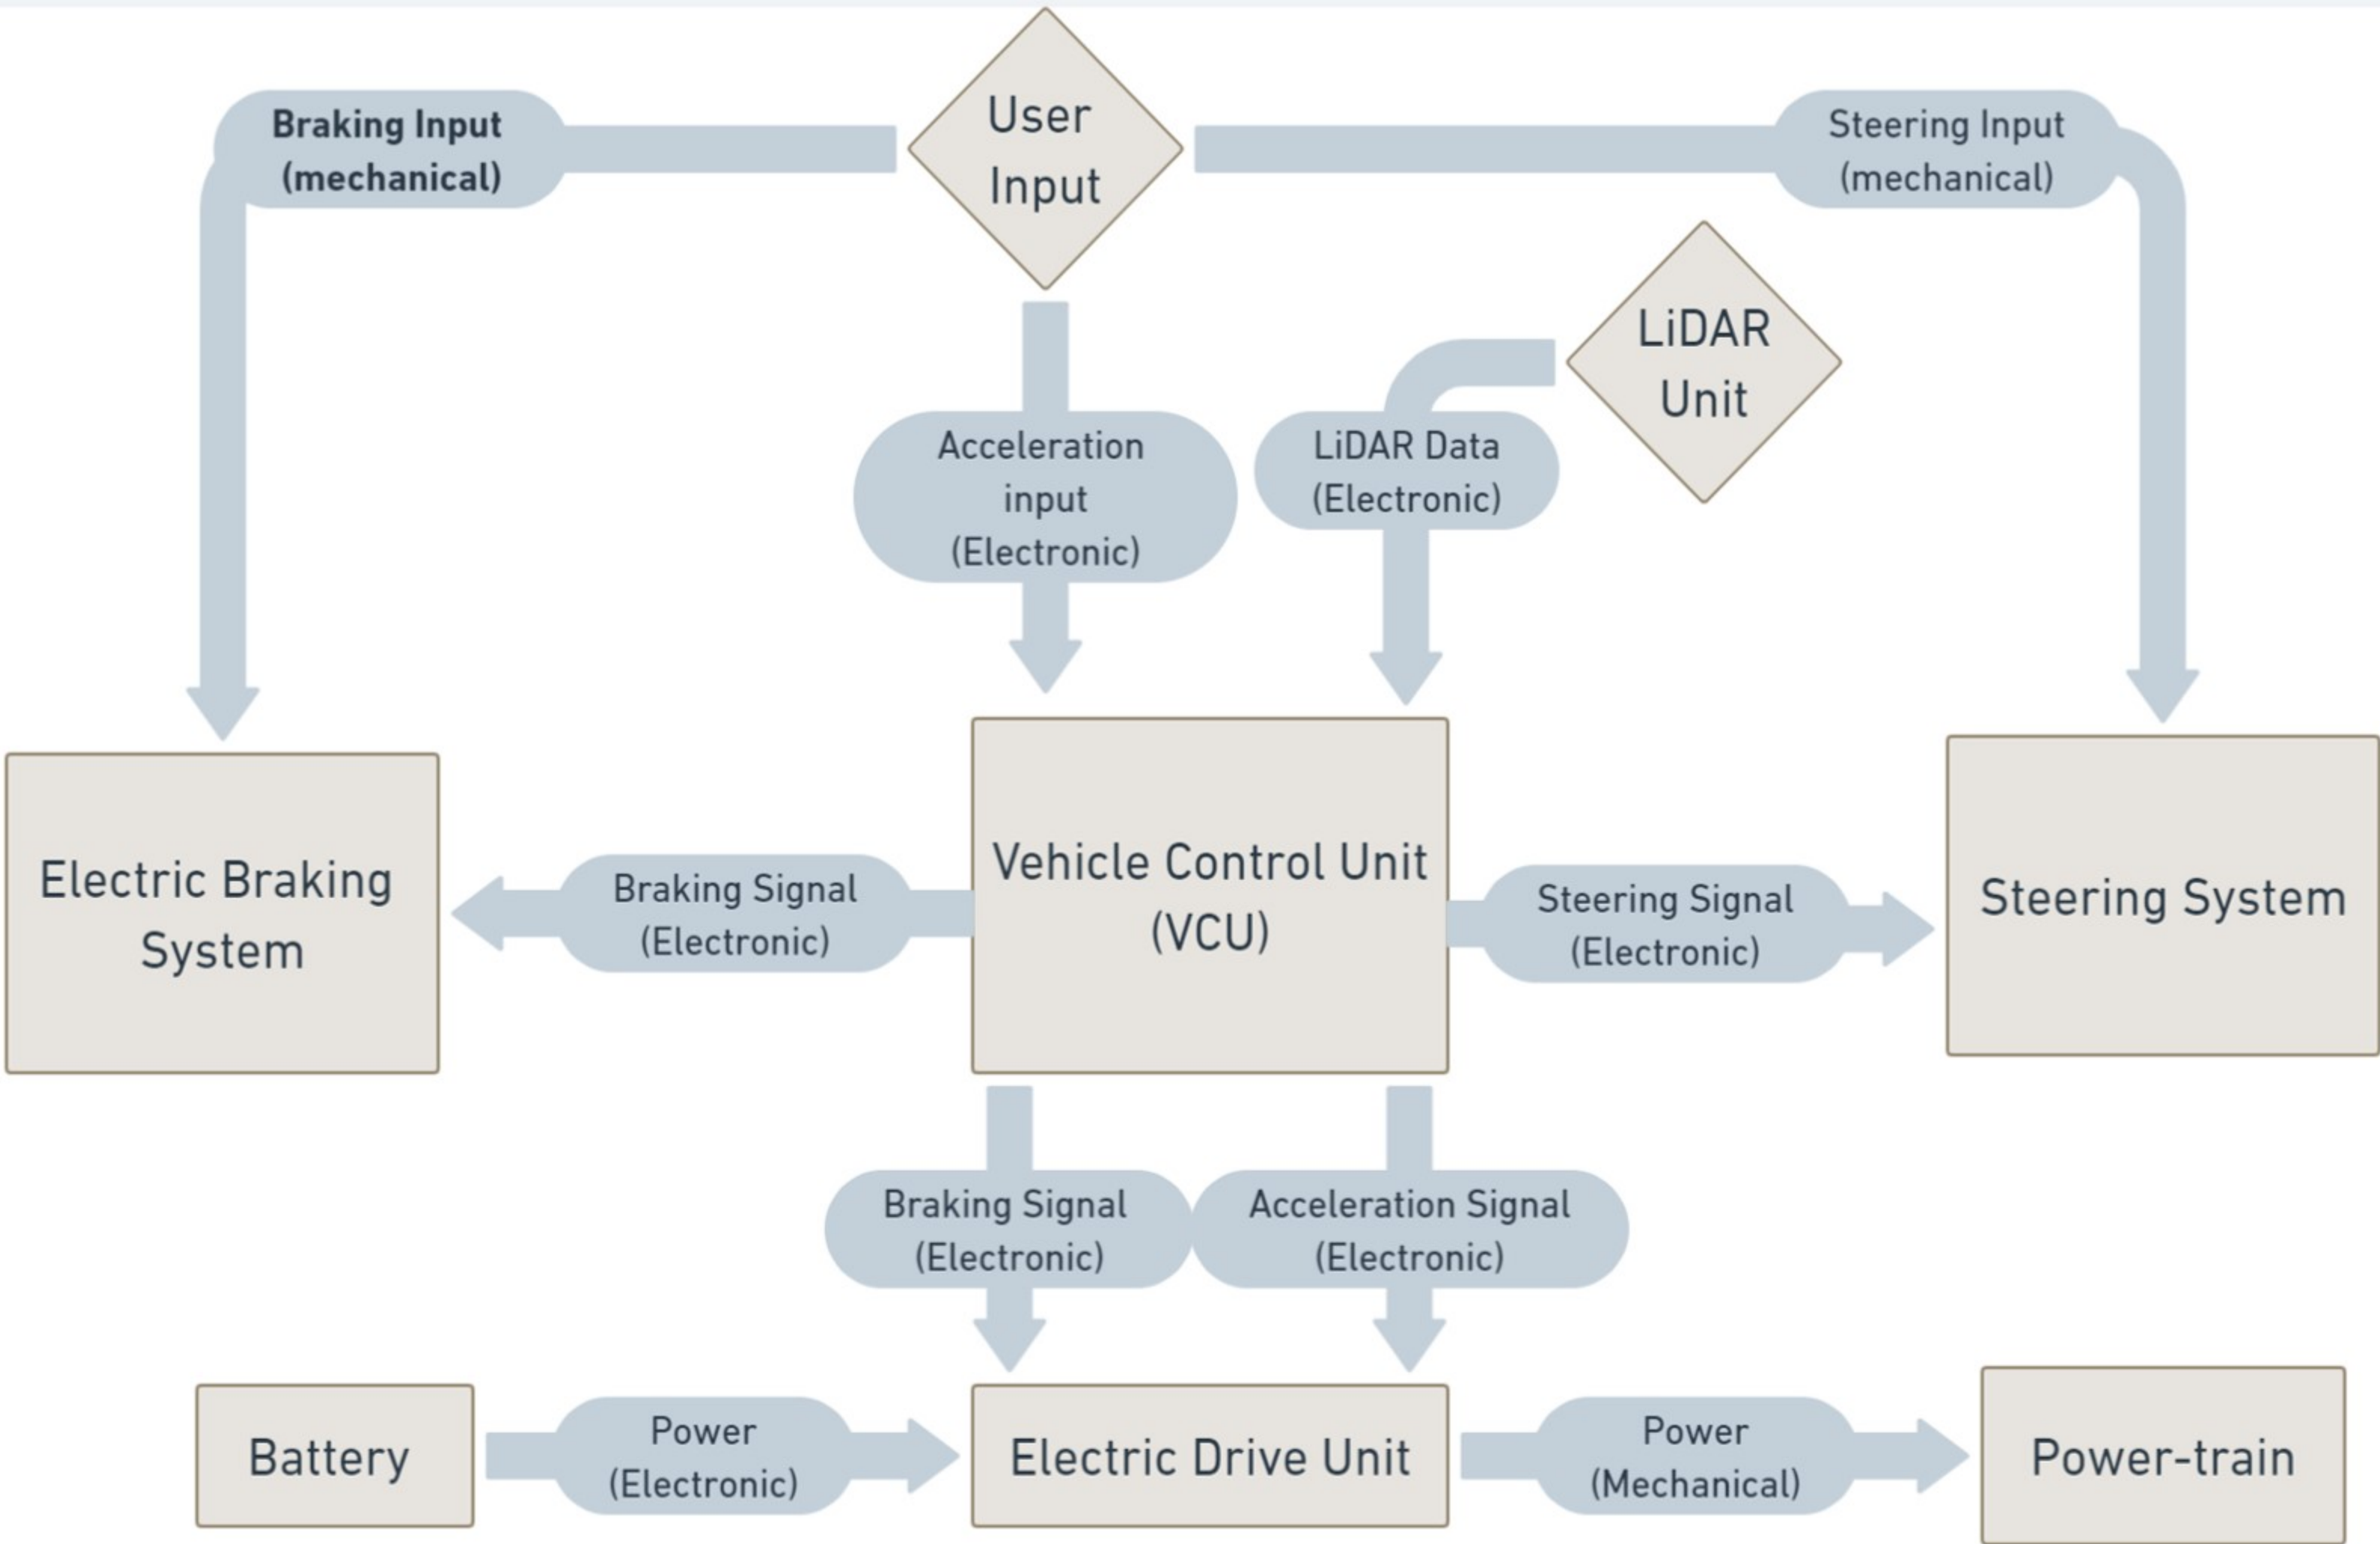 User
Input
Braking Input
(mechanical)
Steering Input
(mechanical)
LiDAR
Unit
Acceleration
input
(Electronic)
LiDAR Data
(Electronic)
Electric Braking
System
Braking Signal
(Electronic)
Vehicle Control Unit
(VCU)
Steering Signal
(Electronic)
Steering System
Braking Signal
(Electronic)
Acceleration Signal
(Electronic)
Battery
Power
(Electronic)
Electric Drive Unit
Power
(Mechanical)
Power-train